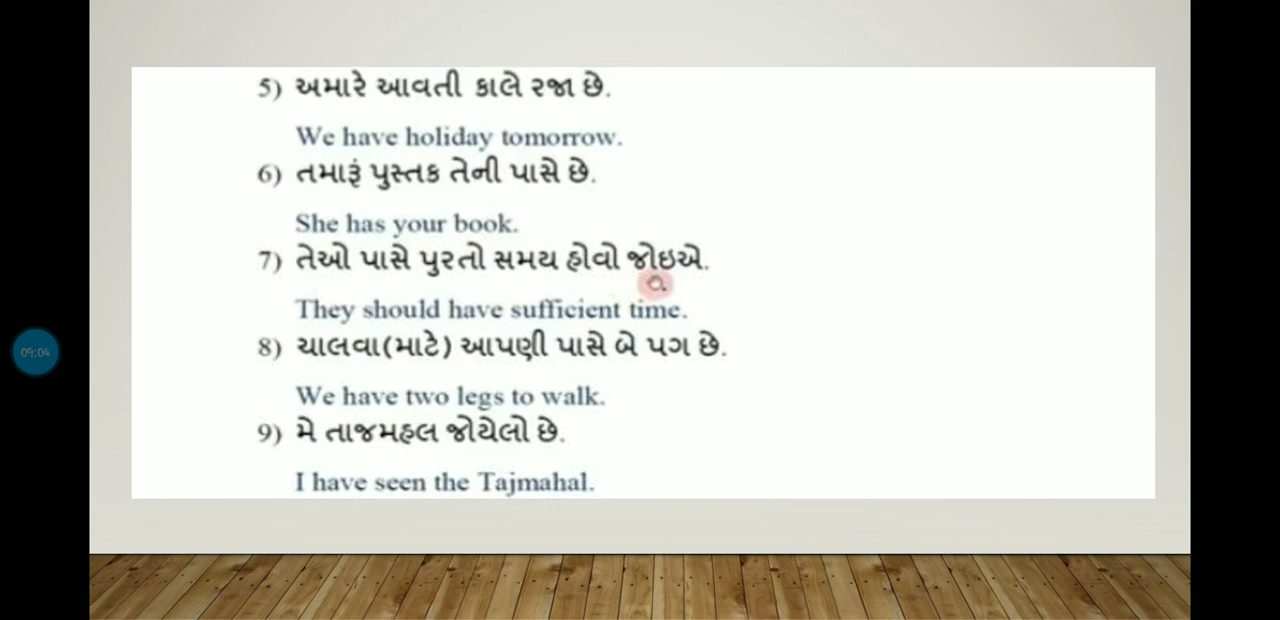 5) અમારે આવતી કાલે રજા છે.
We have holiday tomorrow.
6) તમારૂં પુસ્તક તેની પાસે છે.
She has your book.
7) તેઓ પાસે પુરતો સમય હોવો જોઇએ.
They should have sufficient time.
8) ચાલવા(માટે) આપણી પાસે બે પગ છે.
09:04
We have two legs to walk.
9) મે તાજમહલ જોયેલો છે.
I have seen the Tajmahal.